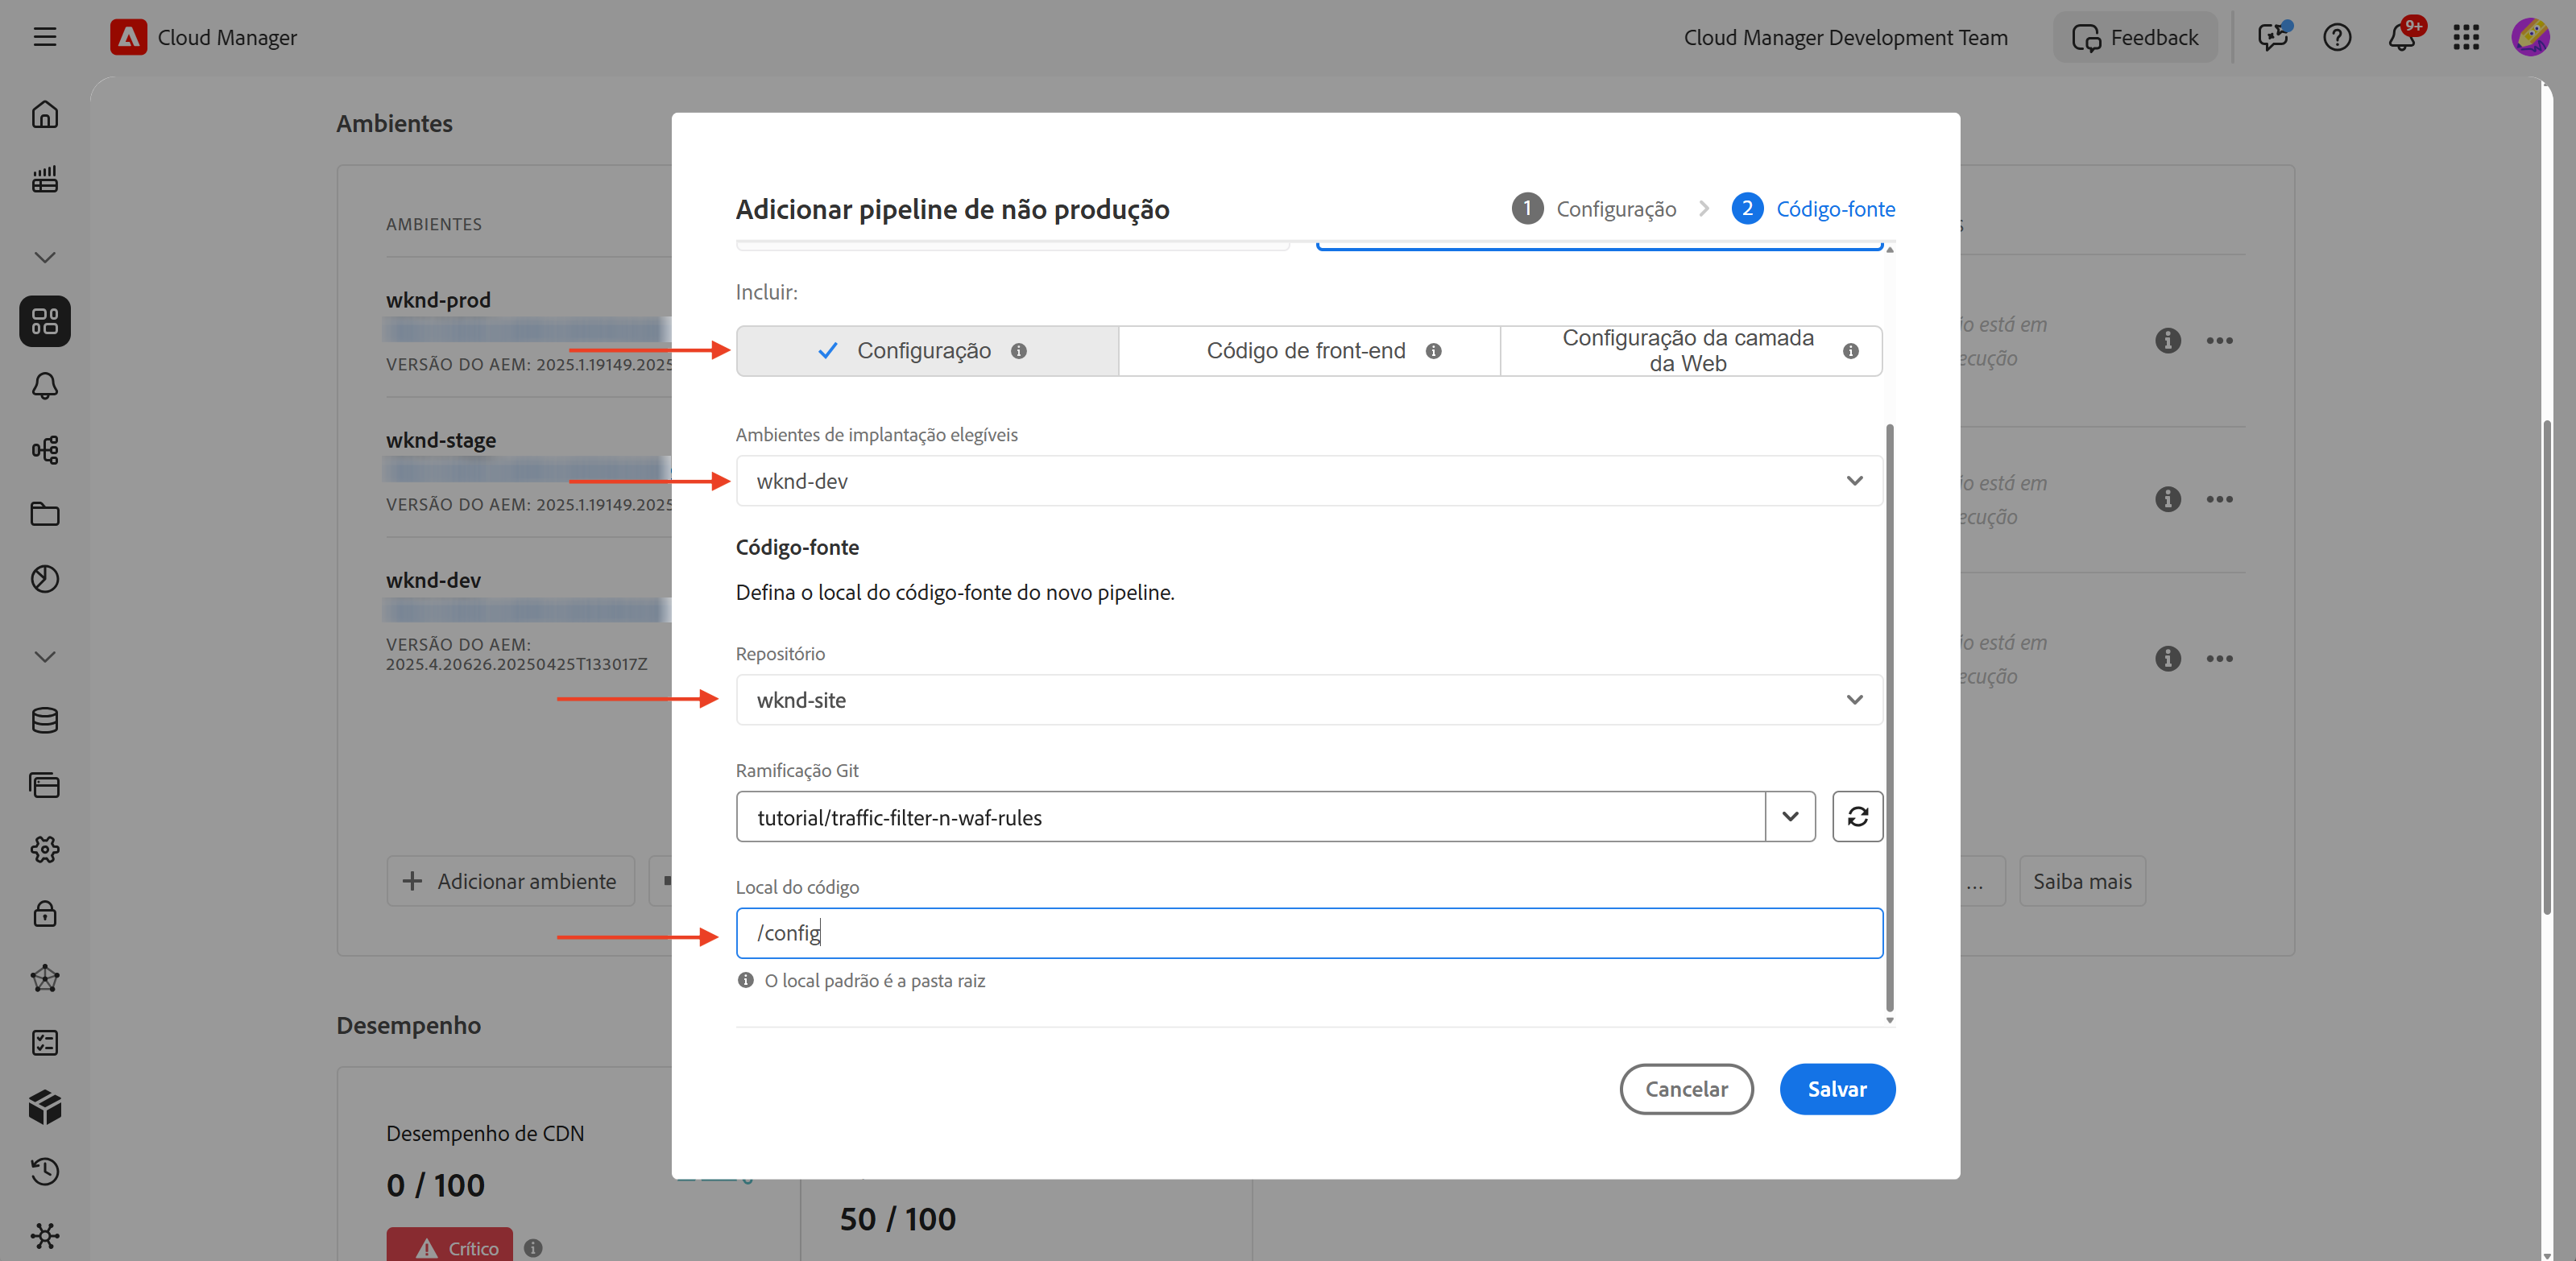 Cloud Manager
Cloud Manager Development Team
Feedback
9+
Ambientes
AMBIENTES
wknd-prod
VERSÃO DO AEM: 2025.1.19149.2025
wknd-stage
VERSÃO DO AEM: 2025.1.19149.2025
wknd-dev
VERSÃO DO AEM:
2025.4.20626.20250425T133017Z
Adicionar ambiente
Adicionar pipeline de não produção
1 Configuração
2 Código-fonte
Incluir:
Configuração
Código de front-end
Configuração da camada
da Web
Ambientes de implantação elegíveis
wknd-dev
Código-fonte
Defina o local do código-fonte do novo pipeline.
Repositório
wknd-site
Ramificação Git
tutorial/traffic-filter-n-waf-rules
Local do código
/config
O local padrão é a pasta raiz
Cancelar
Salvar
está em
ecução
está em
ecução
está em
ecução
...
Saiba mais
Desempenho
Desempenho de CDN
0 / 100
Crítico
50 / 100